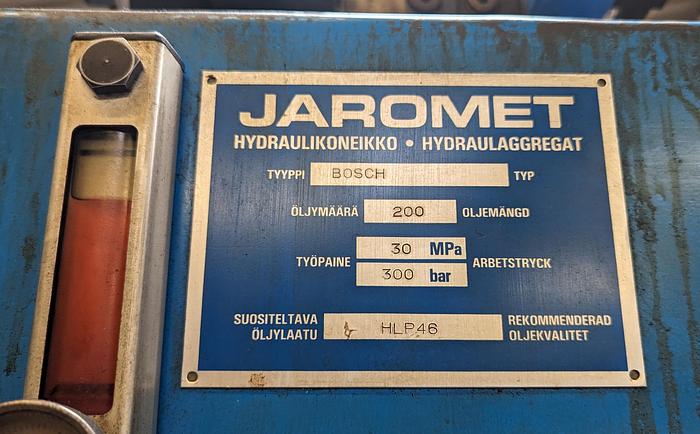 JAROMET
HYDRAULIKONEIKKO • HYDRAULAGGREGAT
TYYPPI BOSCH TYP
ÖLJYMÄÄRÄ 200 OLJEMÄNGD
TYÖPAINE 30 MPa ARBETSTRYCK
300 bar
SUOSITELTAVA ÖLJYLAATU HLP46 REKOMMENDERAD OLJEKVALITET